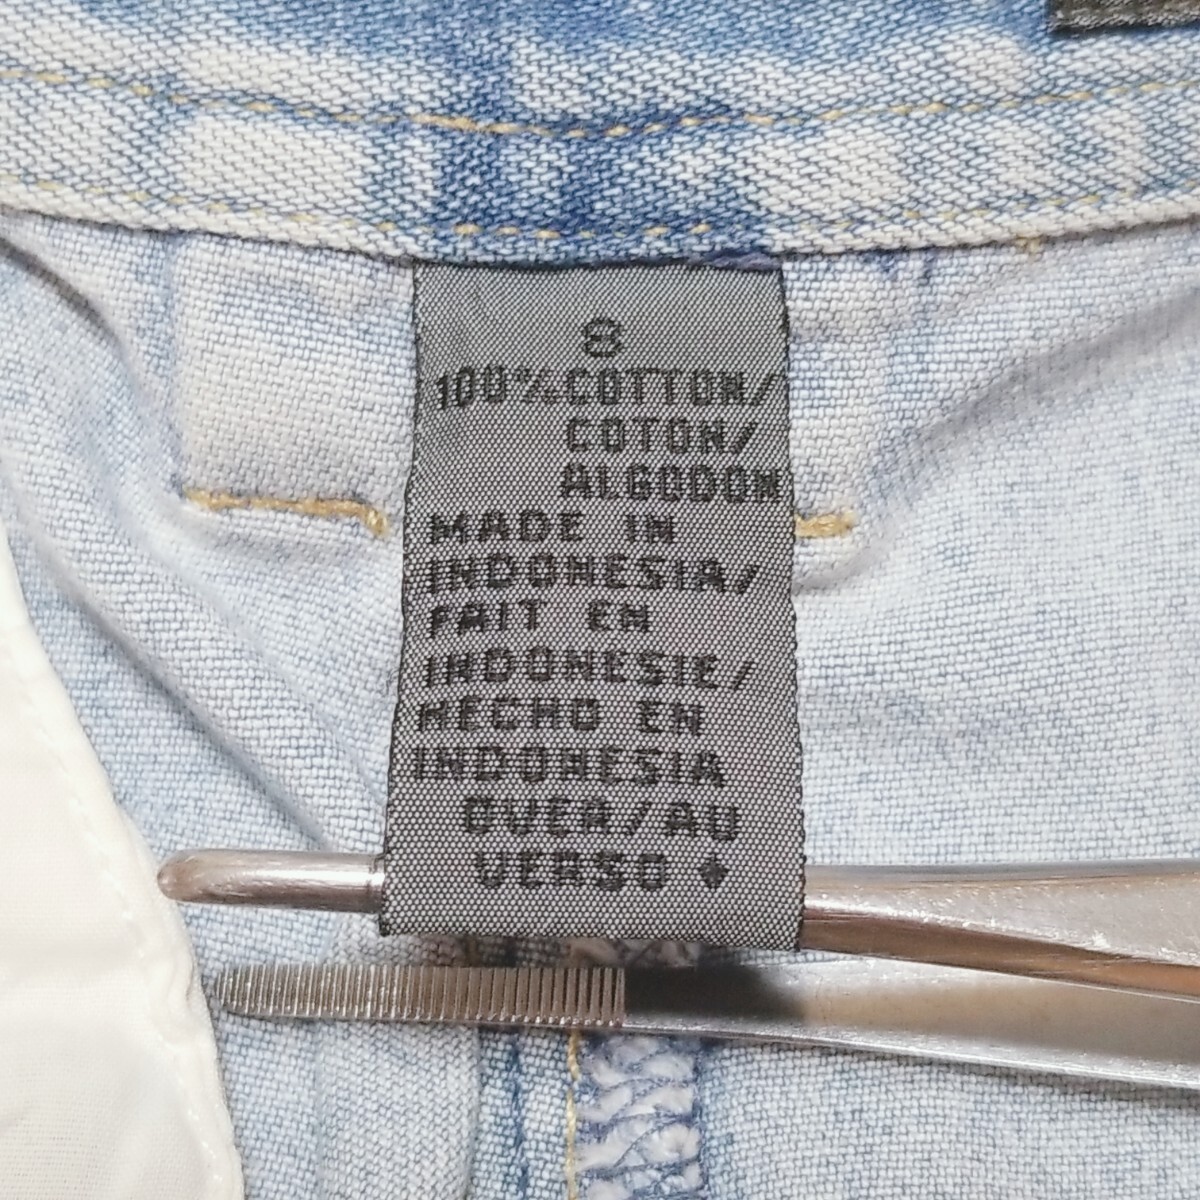 8
100%COTTON/
COTON/
ALGODON
MADE IN
INDONESIA/
FAIT EN
INDONESIE/
HECHO EN
INDONESIA
OVER/AU
VERSO